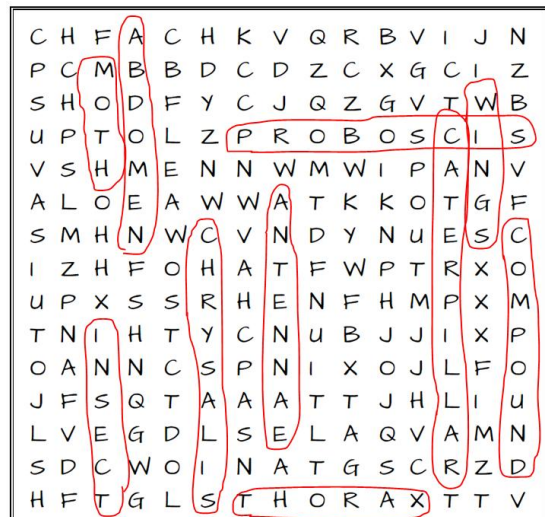 C H F A C H K V Q R B V I J N
P C M B B D C D Z C X G C I Z
S H O D F Y C J Q Z G V T W B
U P T O L Z P R O B O S C I S
V S H M E N N W M W I P A N V
A L O E A W W A T K K O T G F
S M H N W C V N D Y N U E S C
I Z H F O H A T F W P T R X O
U P X S S R H E N F H M P X M
T N I H T Y C N U B J J I X P
O A N N C S P N I X O J L F O
J F S Q T A A A T T J H L I U
L V E G D L S E L A Q V A M N
S D C W O I N A T G S C R Z D
H F T G L S T H O R A X T T V